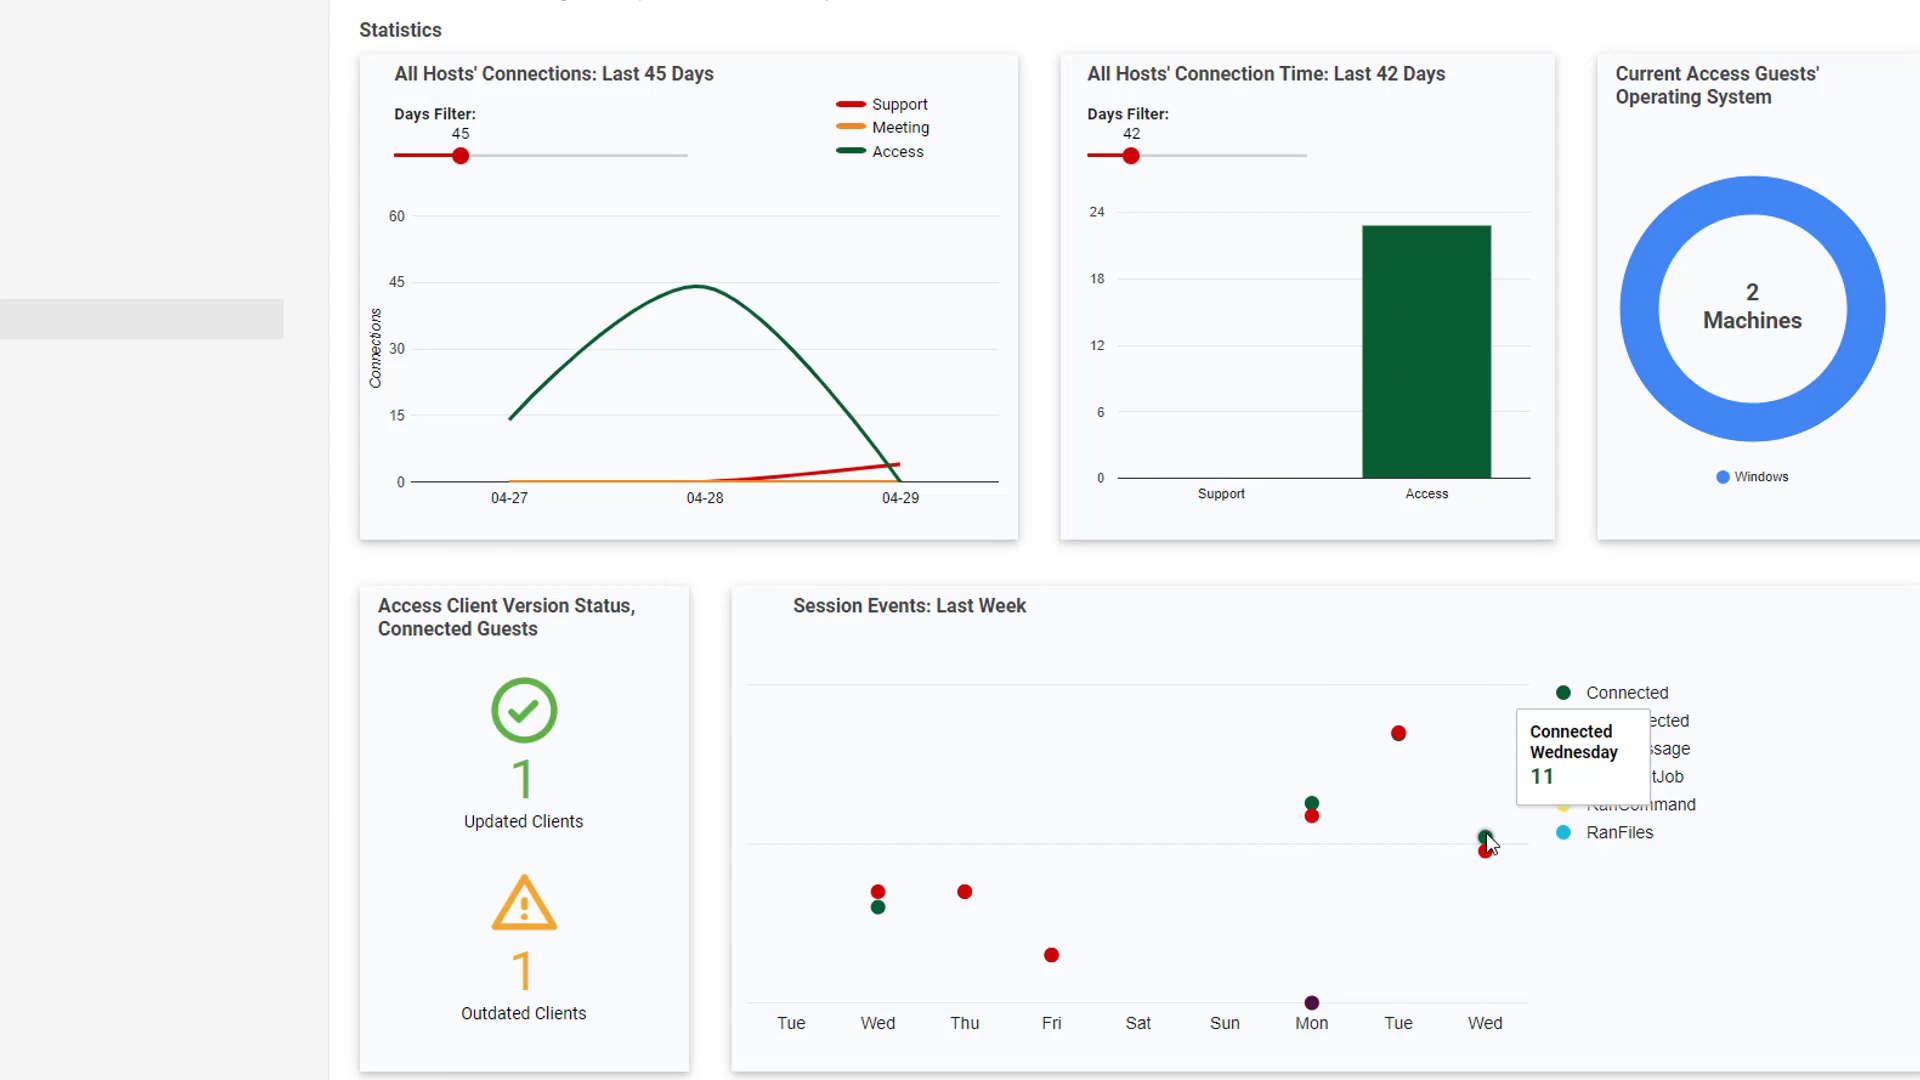 Statistics
All Hosts' Connections: Last 45 Days
Days Filter:
45
Support
Meeting
Access
60
45
30
15
0
Connections
04-27
04-28
04-29
All Hosts' Connection Time: Last 42 Days
Days Filter:
42
24
18
12
6
0
Support
Access
Current Access Guests'
Operating System
2
Machines
Windows
Access Client Version Status,
Connected Guests
1
Updated Clients
1
Outdated Clients
Session Events: Last Week
Connected
Connected
Wednesday
11
RanFiles
Tue
Wed
Thu
Fri
Sat
Sun
Mon
Tue
Wed